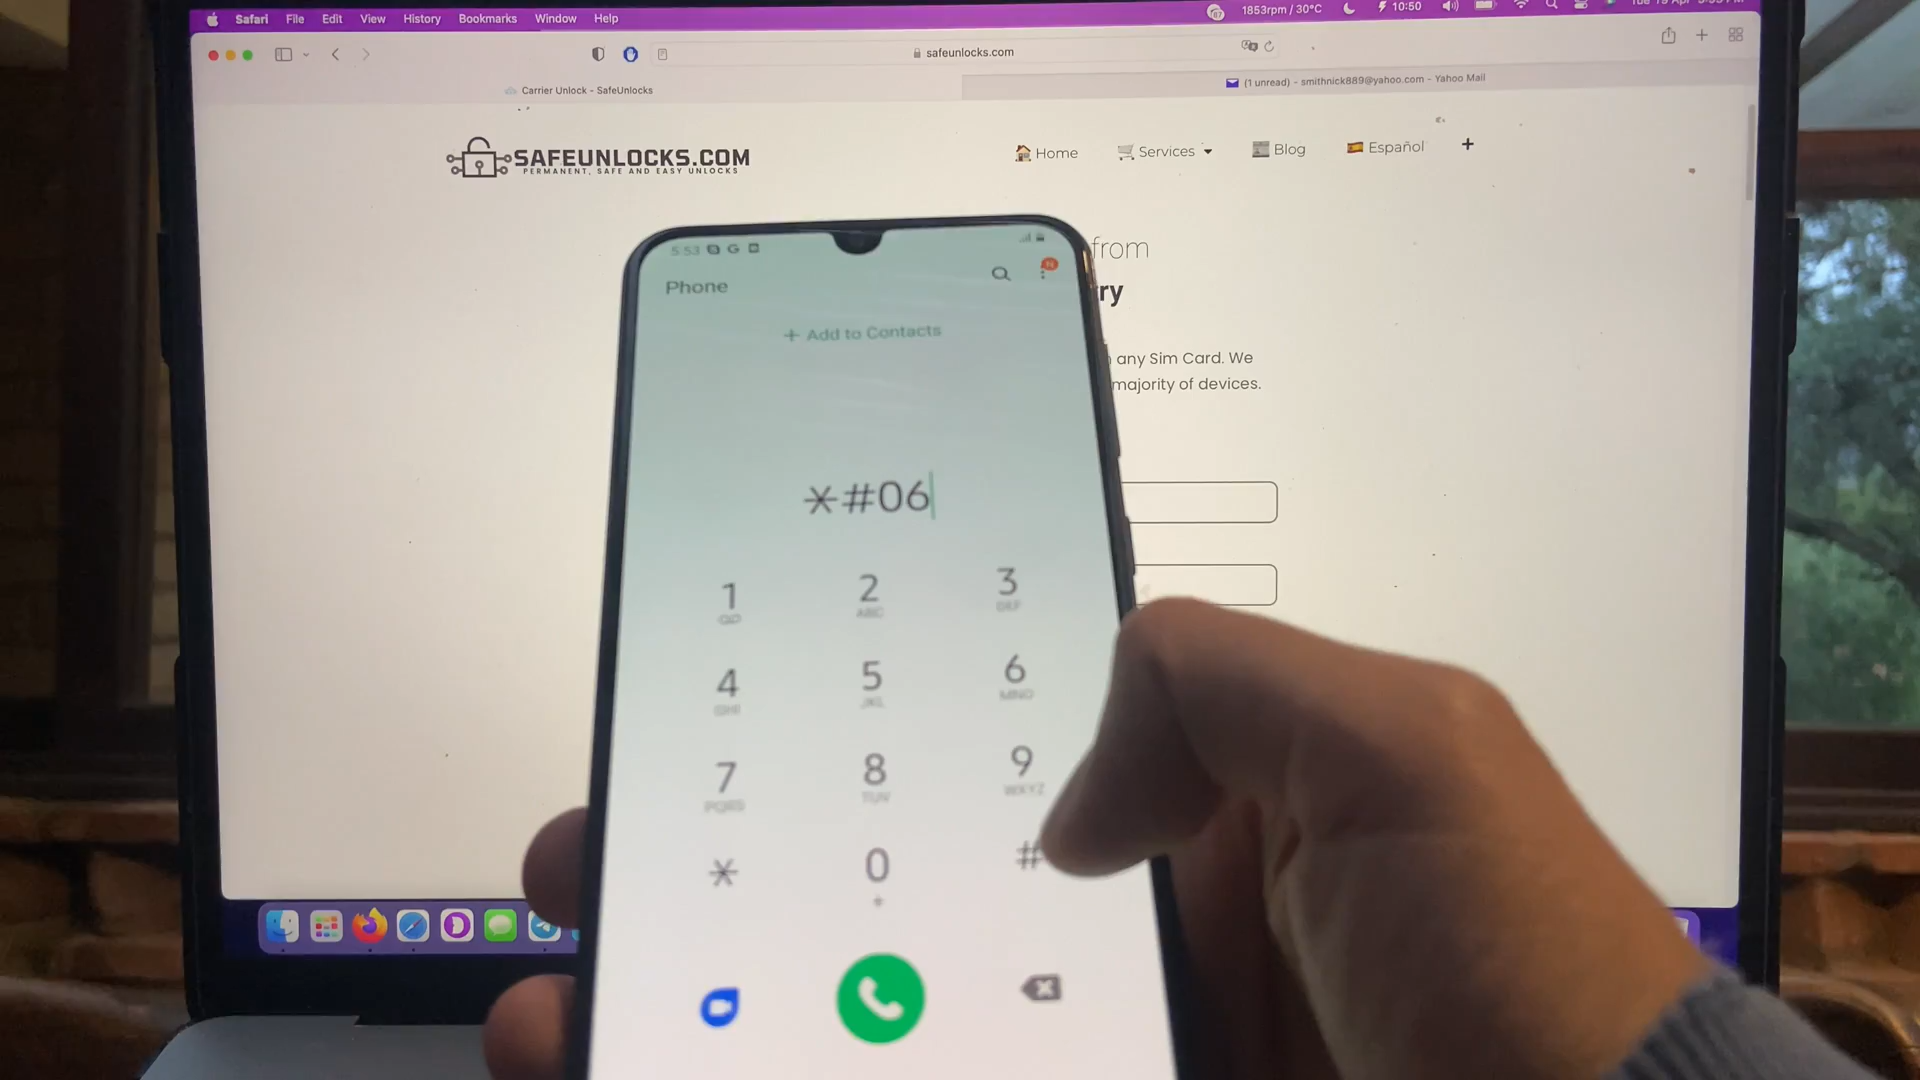 Safari File Edit View History Bookmarks Window Help
1853rpm / 30°C 10:50
safeunlocks.com
Carrier Unlock - SafeUnlocks
(1 unread) - smithnick889@yahoo.com - Yahoo Mail
SAFEUNLOCKS.COM
PERMANENT, SAFE AND EASY UNLOCKS
Home Services Blog Español +
from
ry
any Sim Card. We
majority of devices.
5:53 G
Phone
N
+ Add to Contacts
*#06
1 2 3
ABC DEF
4 5 6
GHI JKL MNO
7 8 9
PQRS TUV WXYZ
* 0 #
+